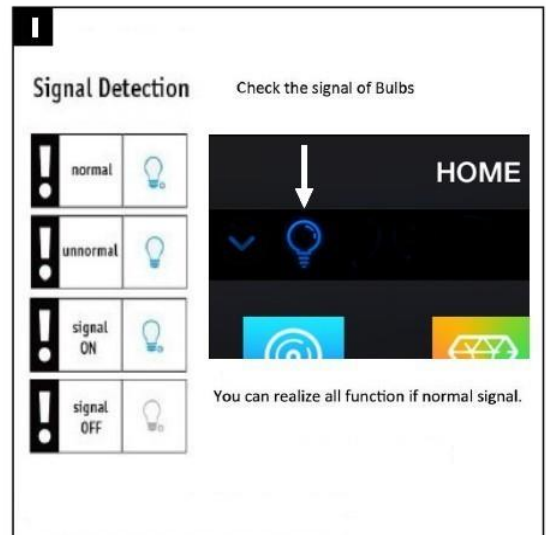 I
Signal Detection
Check the signal of Bulbs
! normal
! unnormal
! signal
ON
! signal
OFF
HOME
You can realize all function if normal signal.